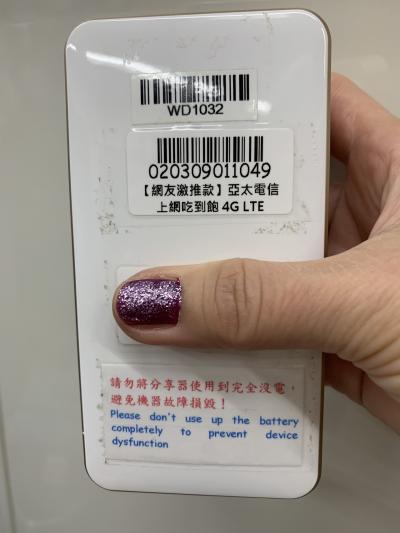 WD1032
020309011049
【網友激推款】亞太電信
上網吃到飽 4G LTE
請勿將分享器使用到完全沒電，
避免機器故障損毀！
Please don't use up the battery
completely to prevent device
dysfunction